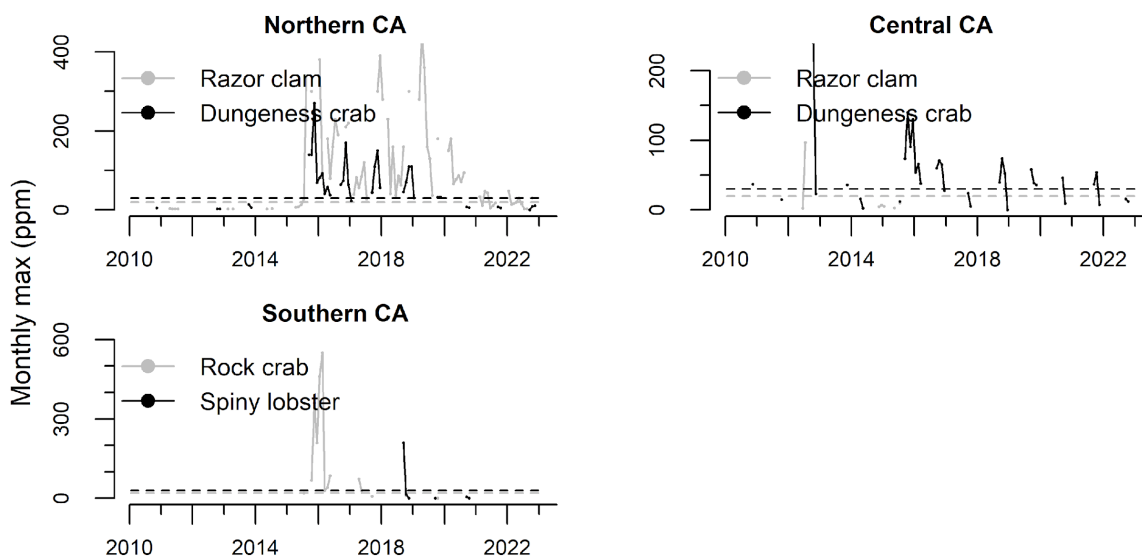 Northern CA
400
200
0
Razor clam
Dungeness crab
2010 2014 2018 2022
Central CA
200
100
0
Razor clam
Dungeness crab
2010 2014 2018 2022
Monthly max (ppm)
Southern CA
600
300
0
Rock crab
Spiny lobster
2010 2014 2018 2022